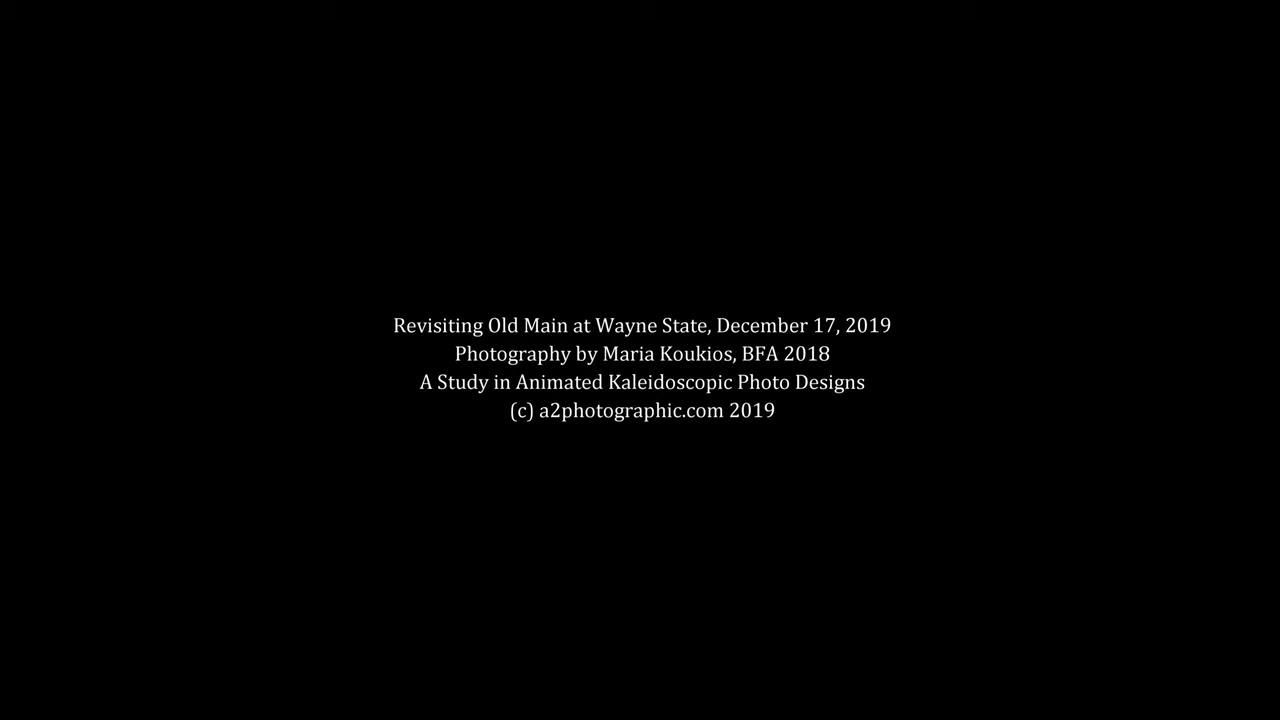 Revisiting Old Main at Wayne State, December 17, 2019
Photography by Maria Koukios, BFA 2018
A Study in Animated Kaleidoscopic Photo Designs
(c) a2photographic.com 2019